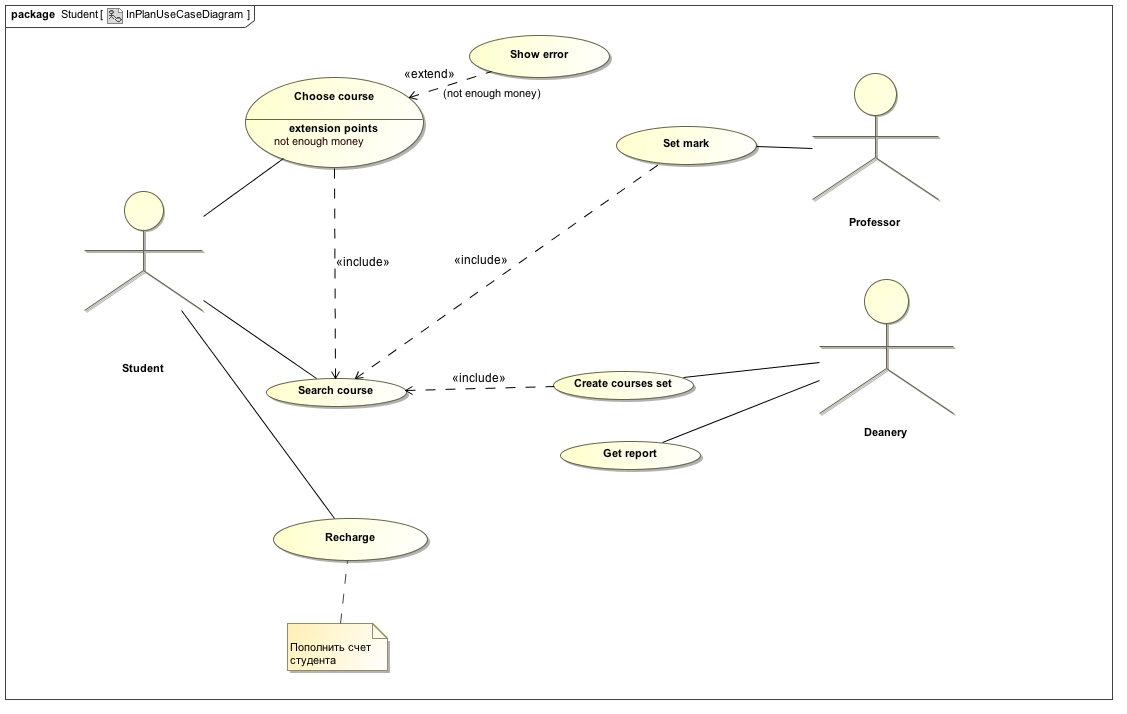 package Student [ InPlanUseCaseDiagram ]
Show error
«extend»
(not enough money)
Choose course
extension points
not enough money
Set mark
Professor
«include»
«include»
Student
Search course
«include»
Create courses set
Deanery
Get report
Recharge
Пополнить счет
студента